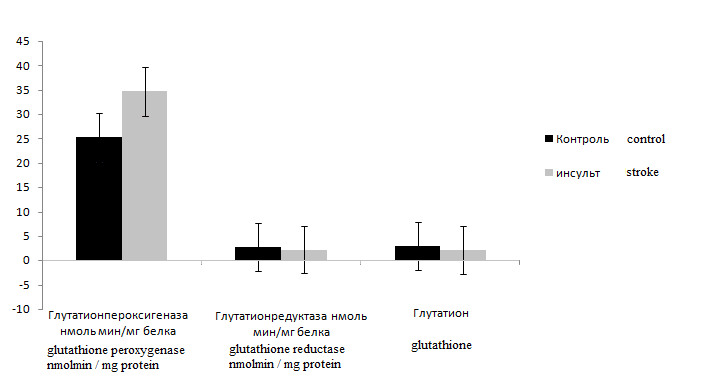 45
40
35
30
25
20
15
10
5
0
-5
-10
Контроль control
инсульт stroke
Глутатионпероксигеназа
нмоль мин/мг белка
glutathione peroxygenase
nmolmin / mg protein
Глутатионредуктаза нмоль
мин/мг белка
glutathione reductase
nmolmin / mg protein
Глутатион
glutathione